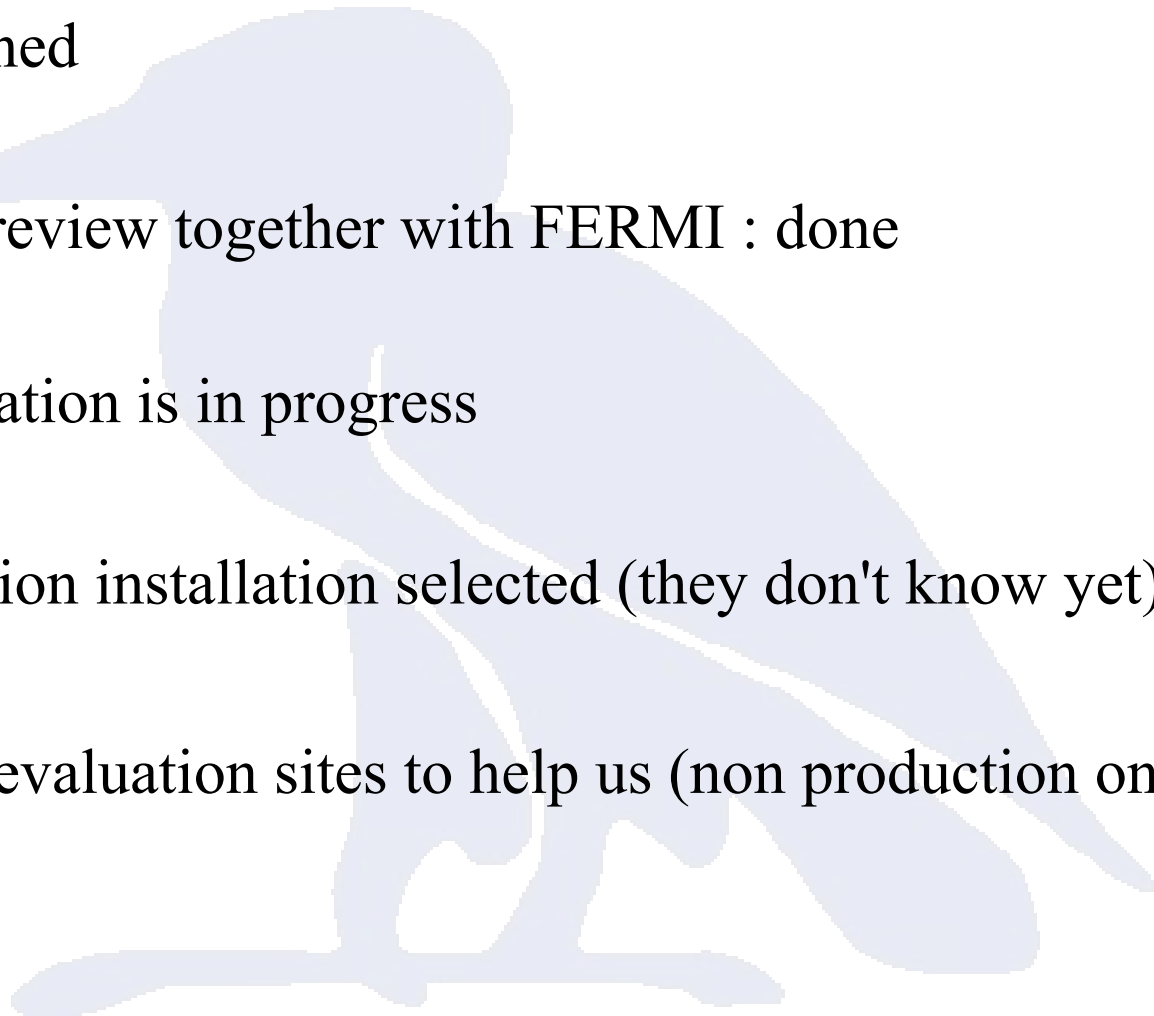 ned
review together with FERMI : done
ation is in progress
ion installation selected (they don't know yet)
evaluation sites to help us (non production on